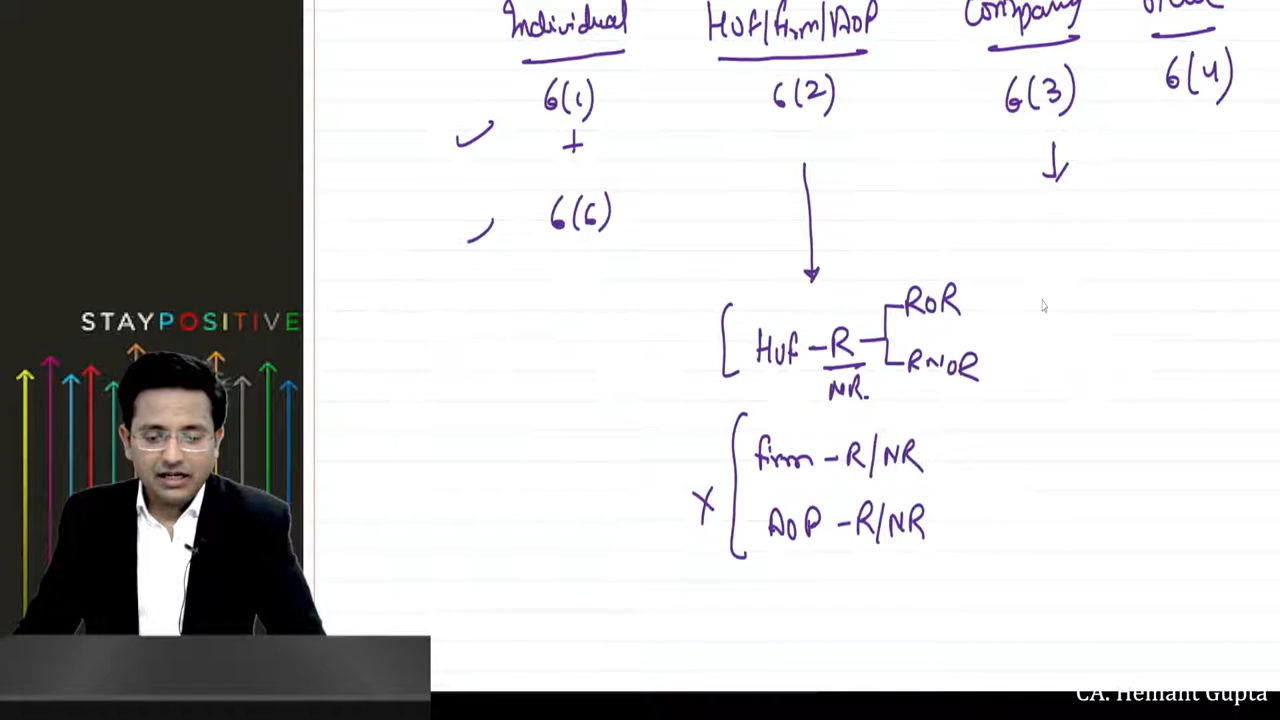 Individual HUF/firm/AOP Company
6(1) 6(2) 6(3) 6(4)
+
6(6)
STAYPOSITIVE
HUF - R ROR
RNOR
NR.
firm - R/NR
X
AOP - R/NR
CA. Hemant Gupta